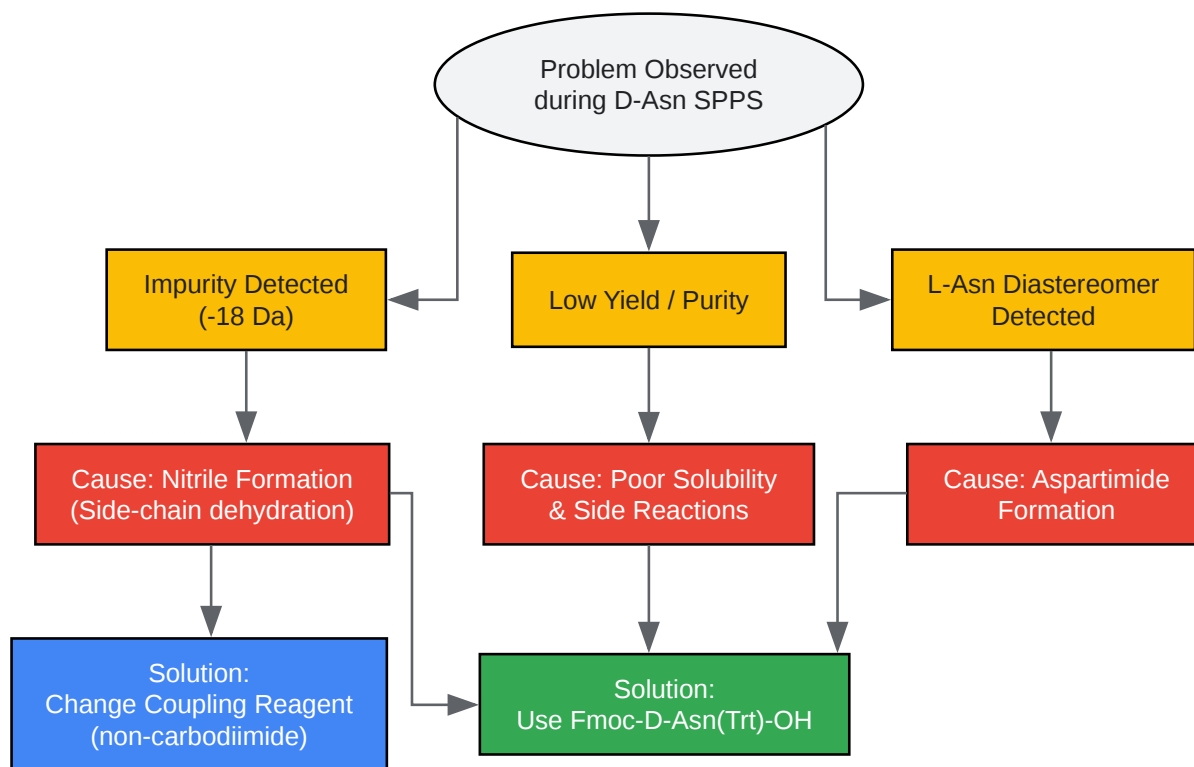 Problem Observed
during D-Asn SPPS
Impurity Detected
(-18 Da)
Low Yield / Purity
L-Asn Diastereomer
Detected
Cause: Nitrile Formation
(Side-chain dehydration)
Cause: Poor Solubility
& Side Reactions
Cause: Aspartimide
Formation
Solution:
Change Coupling Reagent
(non-carbodiimide)
Solution:
Use Fmoc-D-Asn(Trt)-OH